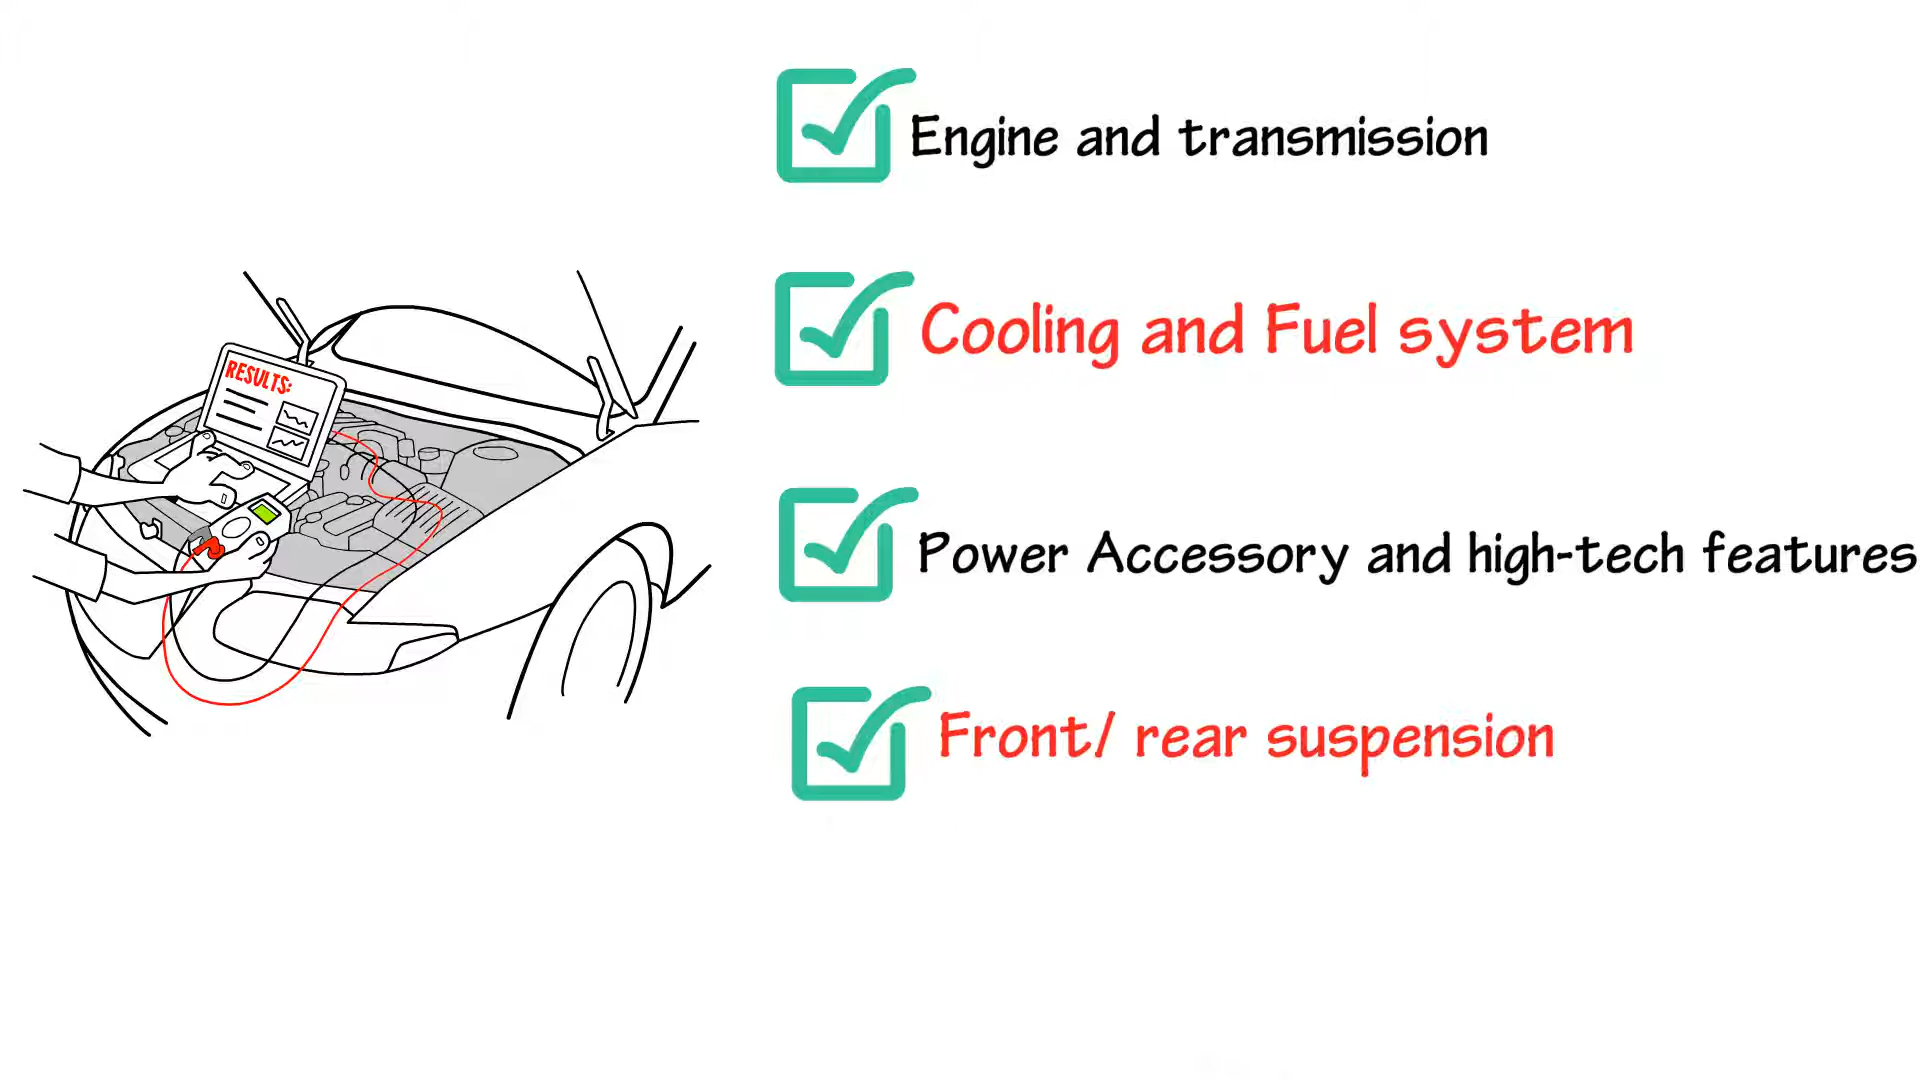 Engine and transmission
Cooling and Fuel system
RESULTS:
Power Accessory and high-tech features
Front/ rear suspension